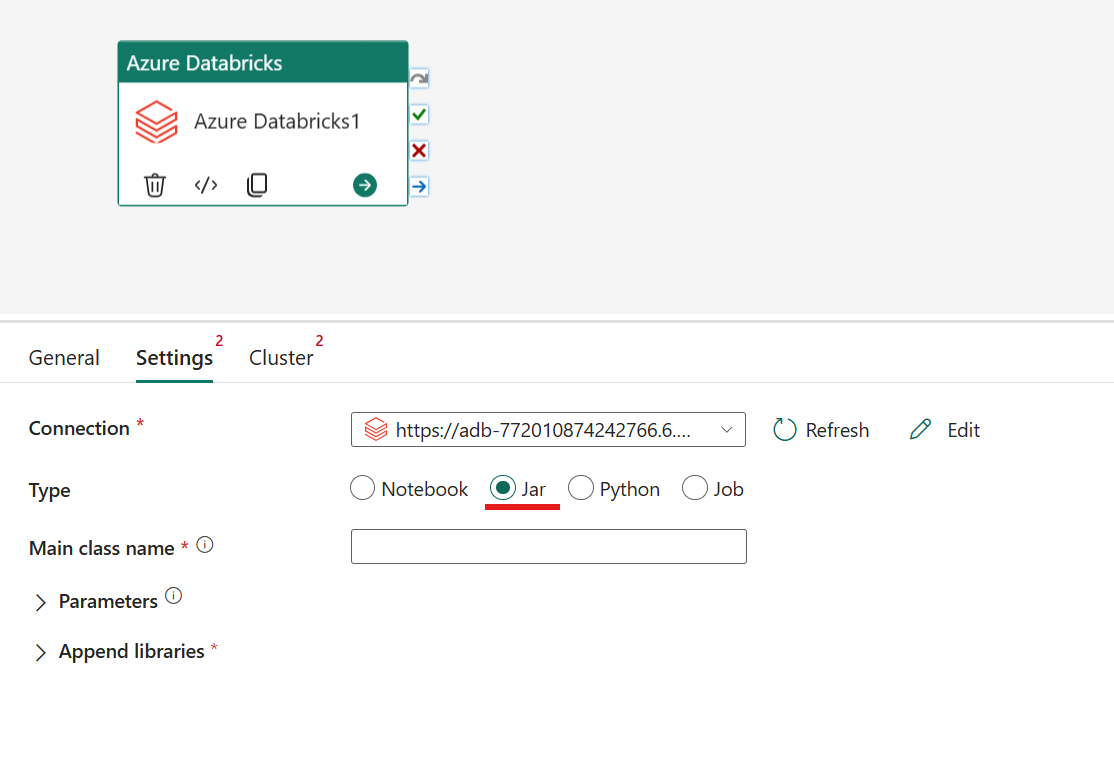 Azure Databricks
Azure Databricks1
General Settings 2 Cluster 2
Connection * https://adb-772010874242766.6.... Refresh Edit
Type Notebook Jar Python Job
Main class name *
Parameters
Append libraries *